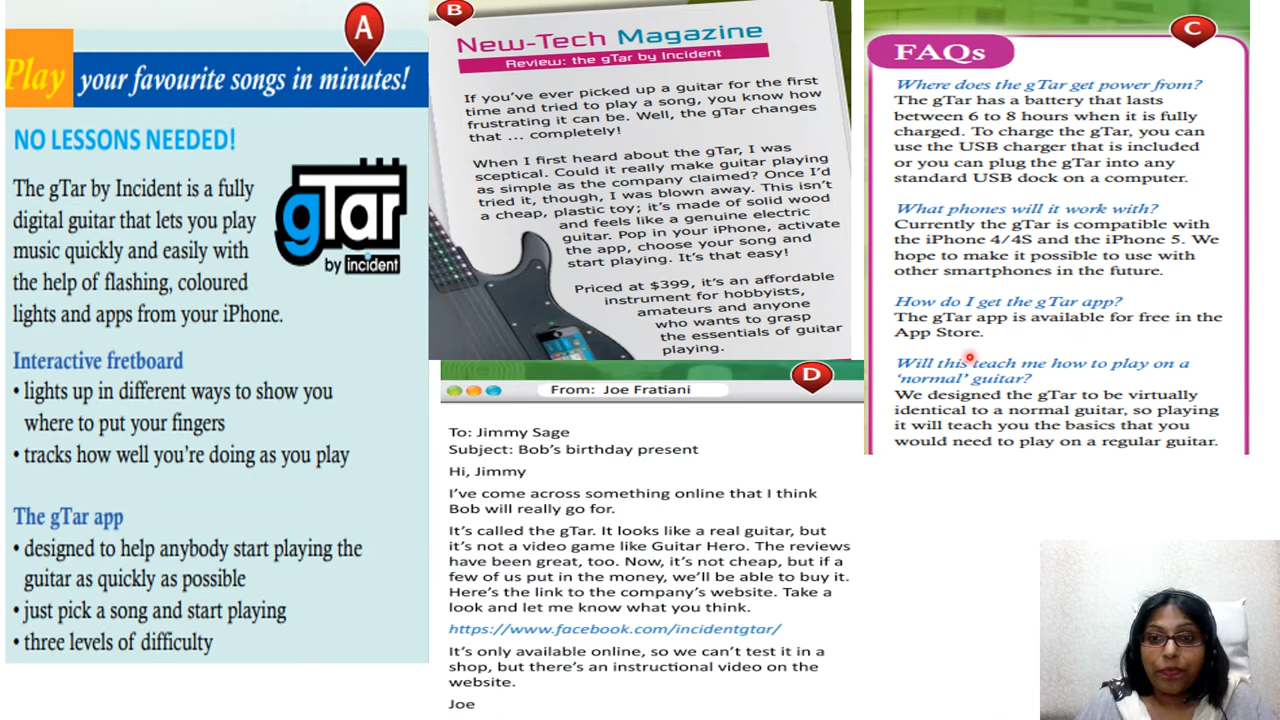 A
Play your favourite songs in minutes!
NO LESSONS NEEDED!
The gTar by Incident is a fully
digital guitar that lets you play
music quickly and easily with
the help of flashing, coloured
lights and apps from your iPhone.
gTar
by incident
Interactive fretboard
• lights up in different ways to show you
where to put your fingers
• tracks how well you're doing as you play
The gTar app
• designed to help anybody start playing the
guitar as quickly as possible
• just pick a song and start playing
• three levels of difficulty
B
New-Tech Magazine
Review: the gTar by Incident
If you've ever picked up a guitar for the first
time and tried to play a song, you know how
frustrating it can be. Well, the gTar changes
that ... completely!
When I first heard about the gTar, I was
sceptical. Could it really make guitar playing
as simple as the company claimed? Once I'd
tried it, though, I was blown away. This isn't
a cheap, plastic toy; it's made of solid wood
and feels like a genuine electric
guitar. Pop in your iPhone, activate
the app, choose your song and
start playing. It's that easy!
Priced at $399, it's an affordable
instrument for hobbyists,
amateurs and anyone
who wants to grasp
the essentials of guitar
playing.
D
From: Joe Fratiani
To: Jimmy Sage
Subject: Bob's birthday present
Hi, Jimmy
I've come across something online that I think
Bob will really go for.
It's called the gTar. It looks like a real guitar, but
it's not a video game like Guitar Hero. The reviews
have been great, too. Now, it's not cheap, but if a
few of us put in the money, we'll be able to buy it.
Here's the link to the company's website. Take a
look and let me know what you think.
https://www.facebook.com/incidentgtar/
It's only available online, so we can't test it in a
shop, but there's an instructional video on the
website.
Joe
C
FAQs
Where does the gTar get power from?
The gTar has a battery that lasts
between 6 to 8 hours when it is fully
charged. To charge the gTar, you can
use the USB charger that is included
or you can plug the gTar into any
standard USB dock on a computer.
What phones will it work with?
Currently the gTar is compatible with
the iPhone 4/4S and the iPhone 5. We
hope to make it possible to use with
other smartphones in the future.
How do I get the gTar app?
The gTar app is available for free in the
App Store.
Will this teach me how to play on a
'normal' guitar?
We designed the gTar to be virtually
identical to a normal guitar, so playing
it will teach you the basics that you
would need to play on a regular guitar.